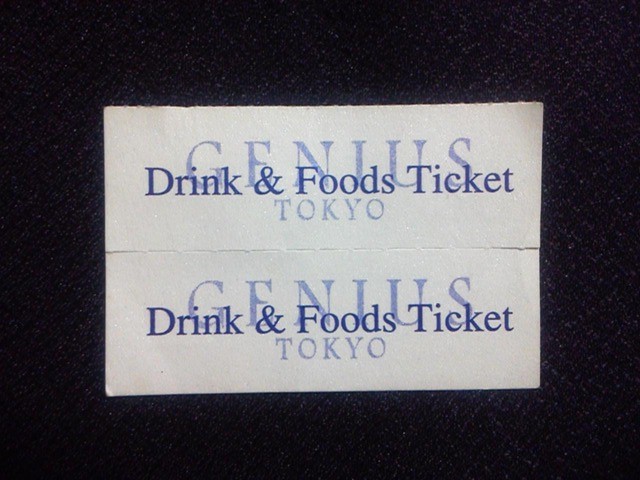 GENIUS
Drink & Foods Ticket
TOKYO
GENIUS
Drink & Foods Ticket
TOKYO